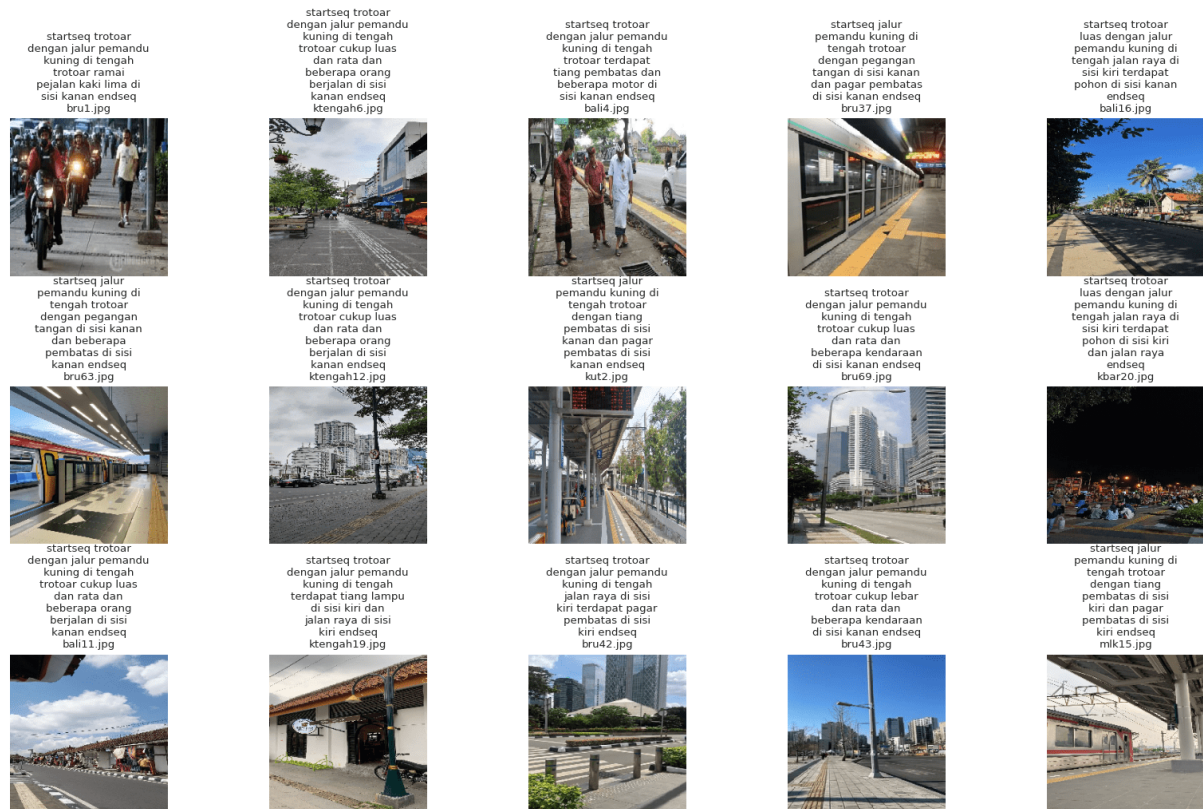 startseq trotoar
dengan jalur pemandu
kuning di tengah
trotoar ramai
pejalan kaki lima di
sisi kanan endseq
bru1.jpg
startseq trotoar
dengan jalur pemandu
kuning di tengah
trotoar cukup luas
dan rata dan
beberapa orang
berjalan di sisi
kanan endseq
ktengah6.jpg
startseq trotoar
dengan jalur pemandu
kuning di tengah
trotoar terdapat
tiang pembatas dan
beberapa motor di
sisi kanan endseq
bali4.jpg
startseq jalur
pemandu kuning di
tengah trotoar
dengan pegangan
tangan di sisi kanan
dan pagar pembatas
di sisi kanan endseq
bru37.jpg
startseq trotoar
luas dengan jalur
pemandu kuning di
tengah jalan raya di
sisi kiri terdapat
pohon di sisi kanan
endseq
bali16.jpg
startseq jalur
pemandu kuning di
tengah trotoar
dengan pegangan
tangan di sisi kanan
dan beberapa
pembatas di sisi
kanan endseq
bru63.jpg
startseq trotoar
dengan jalur pemandu
kuning di tengah
trotoar cukup luas
dan rata dan
beberapa orang
berjalan di sisi
kanan endseq
ktengah12.jpg
startseq jalur
pemandu kuning di
tengah trotoar
dengan tiang
pembatas di sisi
kanan dan pagar
pembatas di sisi
kanan endseq
kut2.jpg
startseq trotoar
dengan jalur pemandu
kuning di tengah
trotoar cukup luas
dan rata dan
beberapa kendaraan
di sisi kanan endseq
bru69.jpg
startseq trotoar
luas dengan jalur
pemandu kuning di
tengah jalan raya di
sisi kiri terdapat
pohon di sisi kiri
dan jalan raya
endseq
kbar20.jpg
startseq trotoar
dengan jalur pemandu
kuning di tengah
trotoar cukup luas
dan rata dan
beberapa orang
berjalan di sisi
kanan endseq
bali11.jpg
startseq trotoar
dengan jalur pemandu
kuning di tengah
terdapat tiang lampu
di sisi kiri dan
jalan raya di sisi
kiri endseq
ktengah19.jpg
startseq trotoar
dengan jalur pemandu
kuning di tengah
jalan raya di sisi
kiri terdapat pagar
pembatas di sisi
kiri endseq
bru42.jpg
startseq trotoar
dengan jalur pemandu
kuning di tengah
trotoar cukup lebar
dan rata dan
beberapa kendaraan
di sisi kanan endseq
bru43.jpg
startseq jalur
pemandu kuning di
tengah trotoar
dengan tiang
pembatas di sisi
kiri dan pagar
pembatas di sisi
kiri endseq
mlk15.jpg